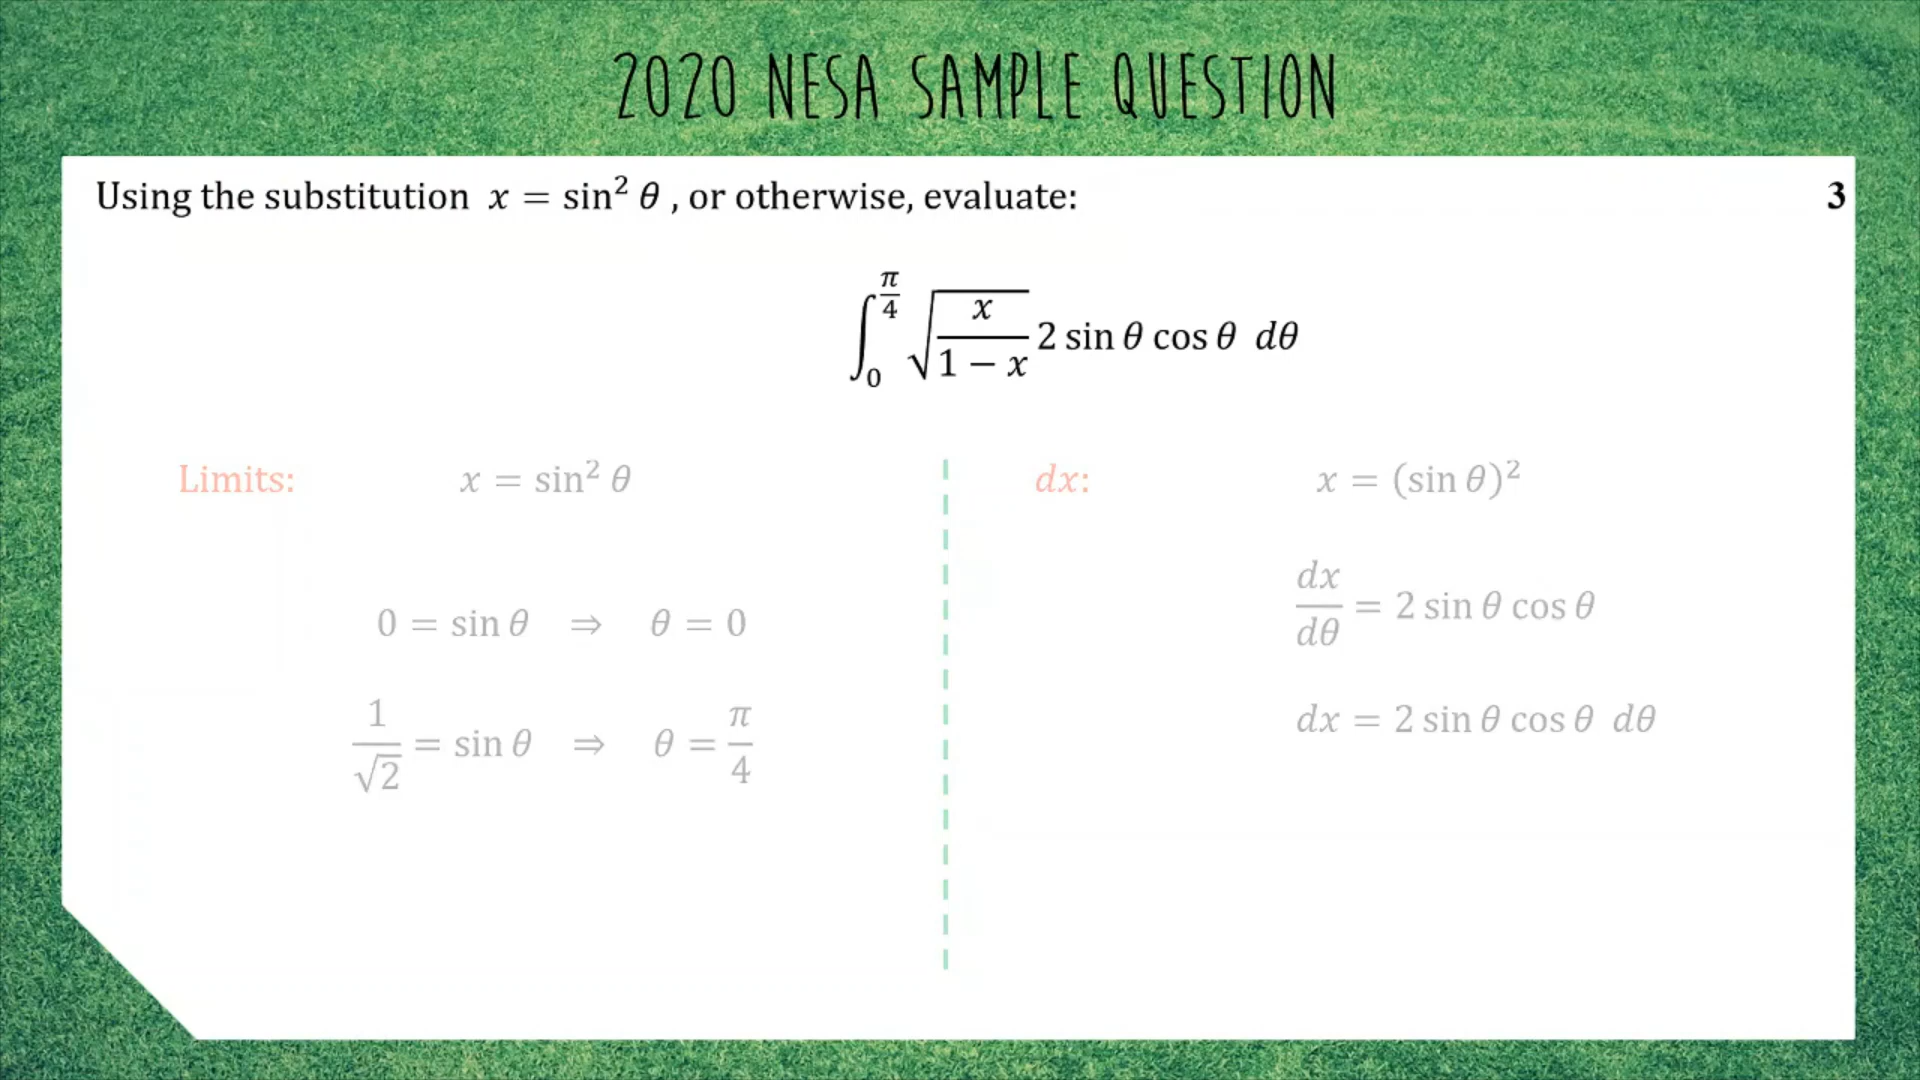 2020 NESA SAMPLE QUESTION
Using the substitution x = sin² θ , or otherwise, evaluate: 3
∫₀^(π/4) √(x/(1 − x)) 2 sin θ cos θ dθ
Limits: x = sin² θ
0 = sin θ ⇒ θ = 0
1/√2 = sin θ ⇒ θ = π/4
dx: x = (sin θ)²
dx/dθ = 2 sin θ cos θ
dx = 2 sin θ cos θ dθ